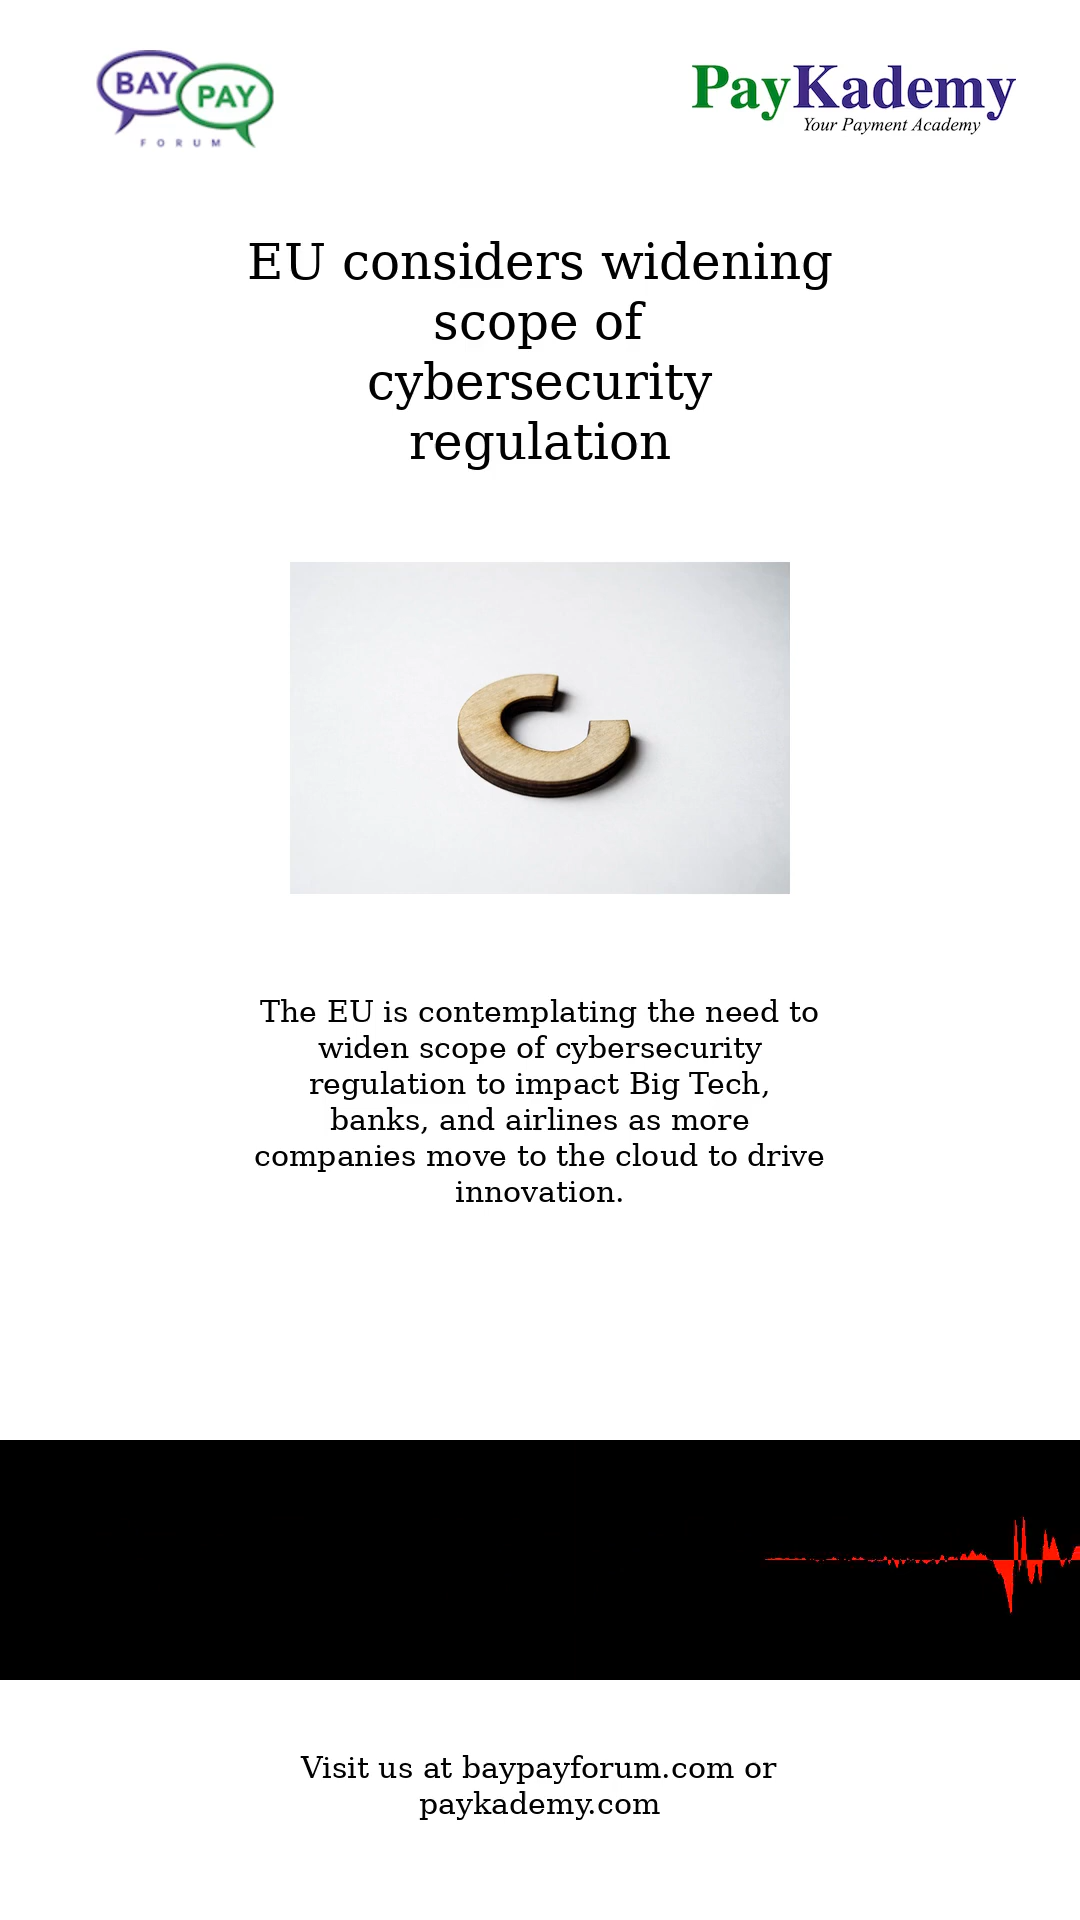 BAY PAY
FORUM
PayKademy
Your Payment Academy
EU considers widening
scope of
cybersecurity
regulation
The EU is contemplating the need to
widen scope of cybersecurity
regulation to impact Big Tech,
banks, and airlines as more
companies move to the cloud to drive
innovation.
Visit us at baypayforum.com or
paykademy.com